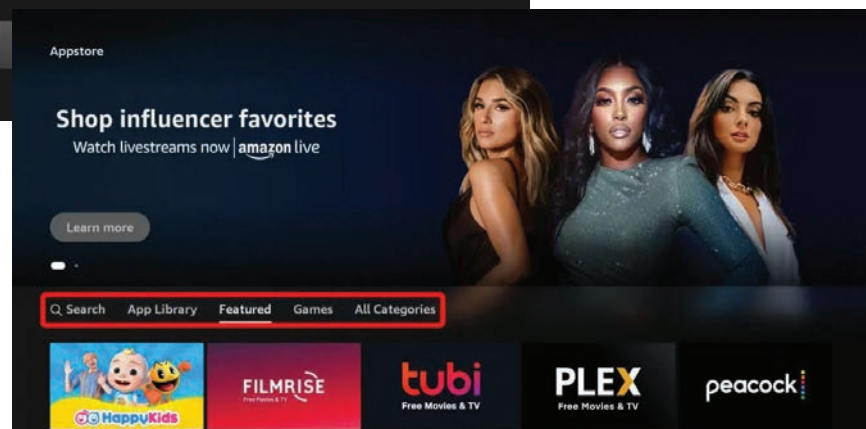 Appstore
Shop influencer favorites
Watch livestreams now | amazon live
Learn more
Search App Library Featured Games All Categories
HappyKids
FILMRISE
Free Movies & TV
tubi
Free Movies & TV
PLEX
Free Movies & TV
peacock